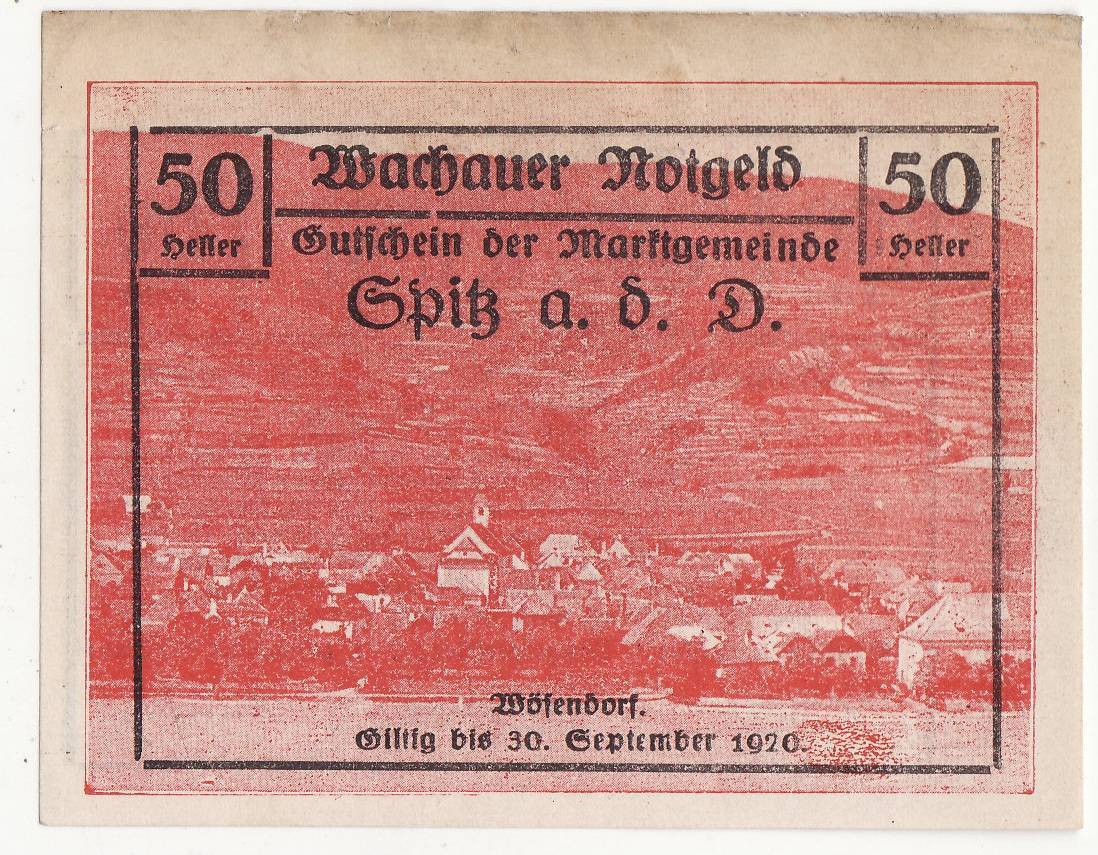 50 Wachauer Notgeld 50
Heller Gutschein der Marktgemeinde Heller
Spitz a. d. D.
Wösendorf.
Giltig bis 30. September 1920.